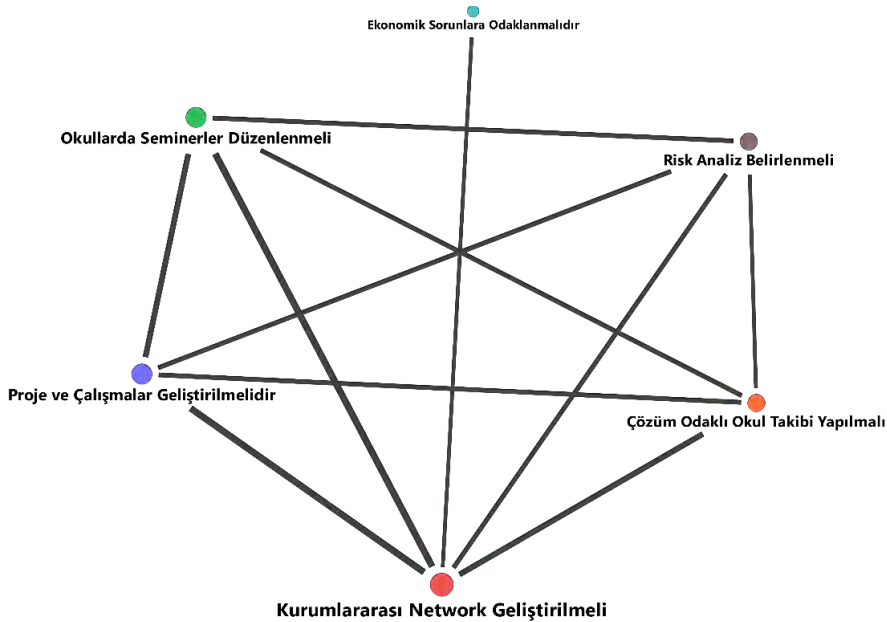 Ekonomik Sorunlara Odaklanmalıdır
Okullarda Seminerler Düzenlenmeli
Risk Analiz Belirlenmeli
Proje ve Çalışmalar Geliştirilmelidir
Çözüm Odaklı Okul Takibi Yapılmalı
Kurumlararası Network Geliştirilmeli